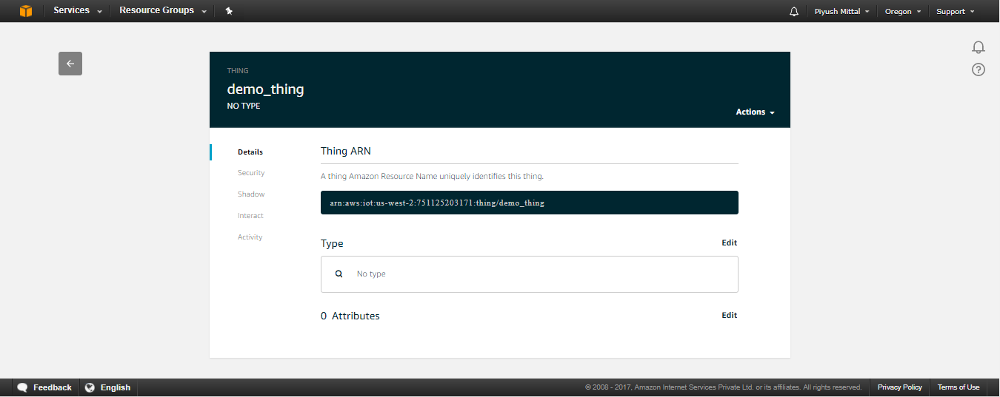 Services Resource Groups Piyush Mittal Oregon Support
THING
demo_thing
NO TYPE
Actions
Details
Security
Shadow
Interact
Activity
Thing ARN
A thing Amazon Resource Name uniquely identifies this thing.
arn:aws:iot:us-west-2:751125203171:thing/demo_thing
Type Edit
No type
0 Attributes Edit
Feedback English © 2008 - 2017, Amazon Internet Services Private Ltd. or its affiliates. All rights reserved. Privacy Policy Terms of Use